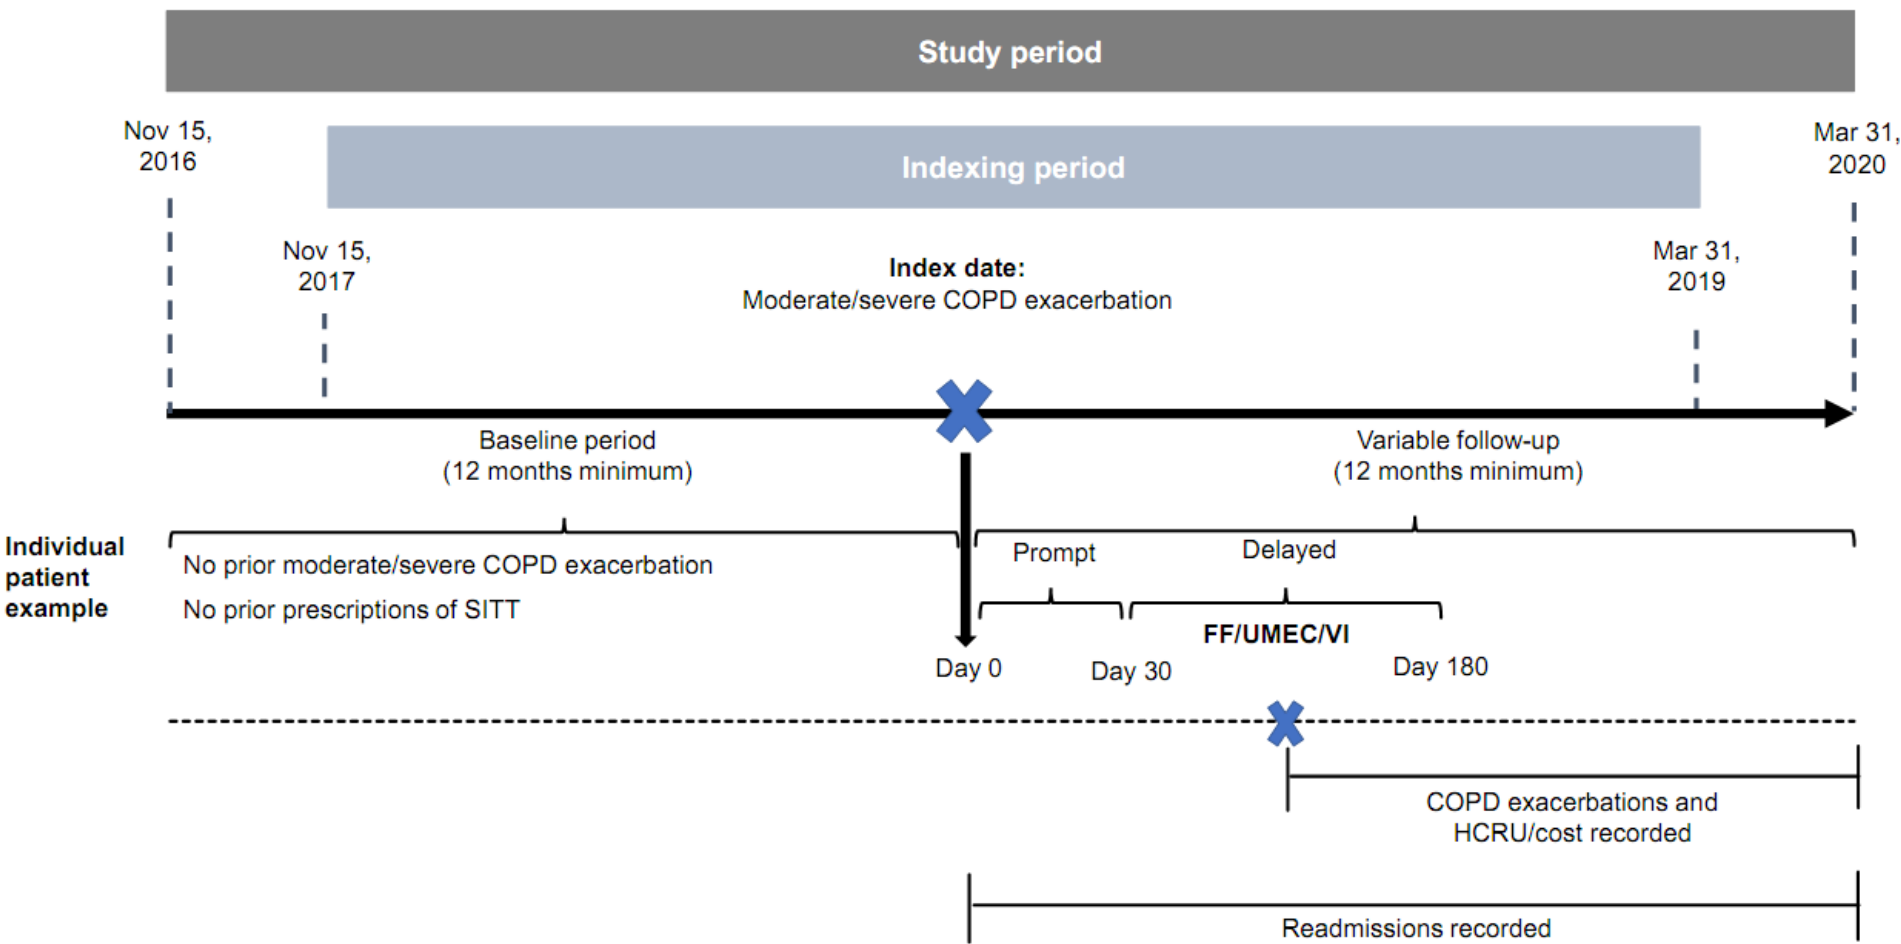 Study period
Nov 15,
2016
Mar 31,
2020
Indexing period
Nov 15,
2017
Index date:
Moderate/severe COPD exacerbation
Mar 31,
2019
Baseline period
(12 months minimum)
Variable follow-up
(12 months minimum)
Individual
patient
example
No prior moderate/severe COPD exacerbation
No prior prescriptions of SITT
Prompt
Delayed
FF/UMEC/VI
Day 0
Day 30
Day 180
COPD exacerbations and
HCRU/cost recorded
Readmissions recorded